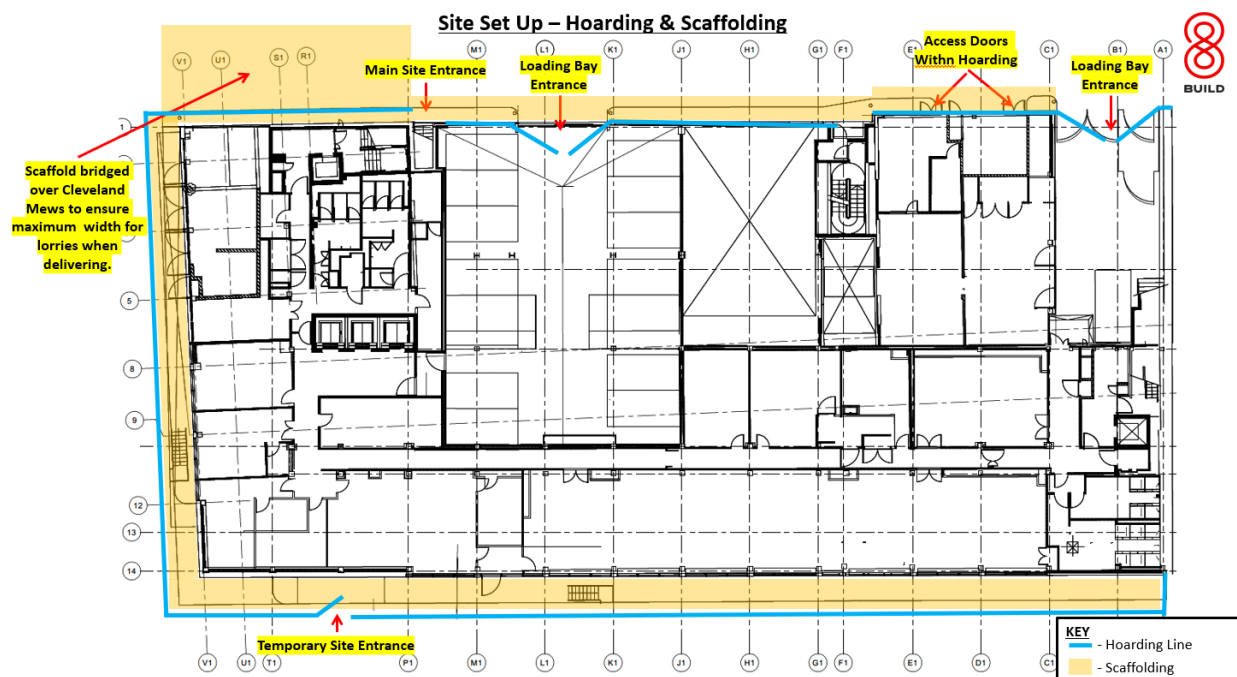 Site Set Up – Hoarding & Scaffolding
BUILD
V1
U1
S1
R1
M1
L1
K1
J1
H1
G1
F1
E1
C1
B1
A1
Main Site Entrance
Loading Bay
Entrance
Access Doors
Withn Hoarding
Loading Bay
Entrance
1
Scaffold bridged
over Cleveland
Mews to ensure
maximum width for
lorries when
delivering.
5
8
9
12
13
14
Temporary Site Entrance
V1
U1
T1
P1
M1
L1
K1
J1
H1
G1
F1
E1
D1
C1
KEY
- Hoarding Line
- Scaffolding